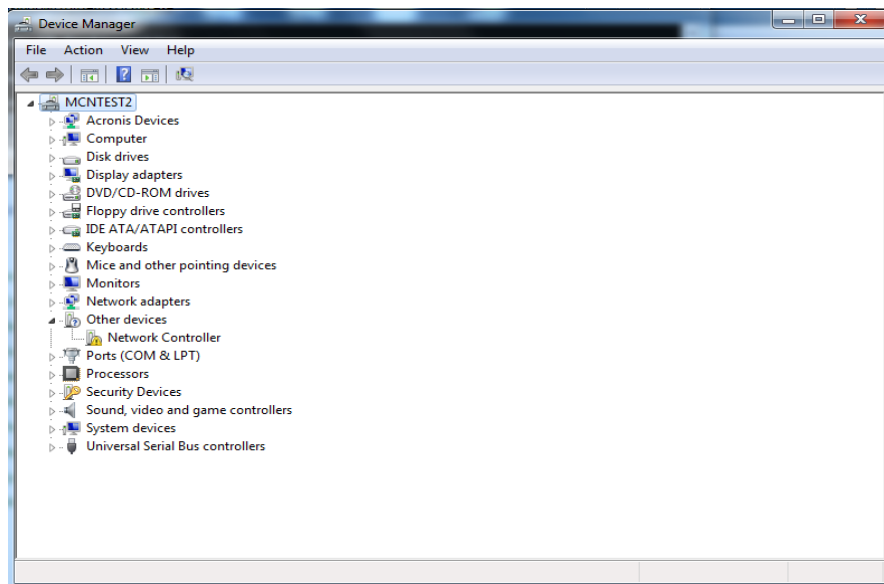 Device Manager
File Action View Help
MCNTEST2
Acronis Devices
Computer
Disk drives
Display adapters
DVD/CD-ROM drives
Floppy drive controllers
IDE ATA/ATAPI controllers
Keyboards
Mice and other pointing devices
Monitors
Network adapters
Other devices
Network Controller
Ports (COM & LPT)
Processors
Security Devices
Sound, video and game controllers
System devices
Universal Serial Bus controllers